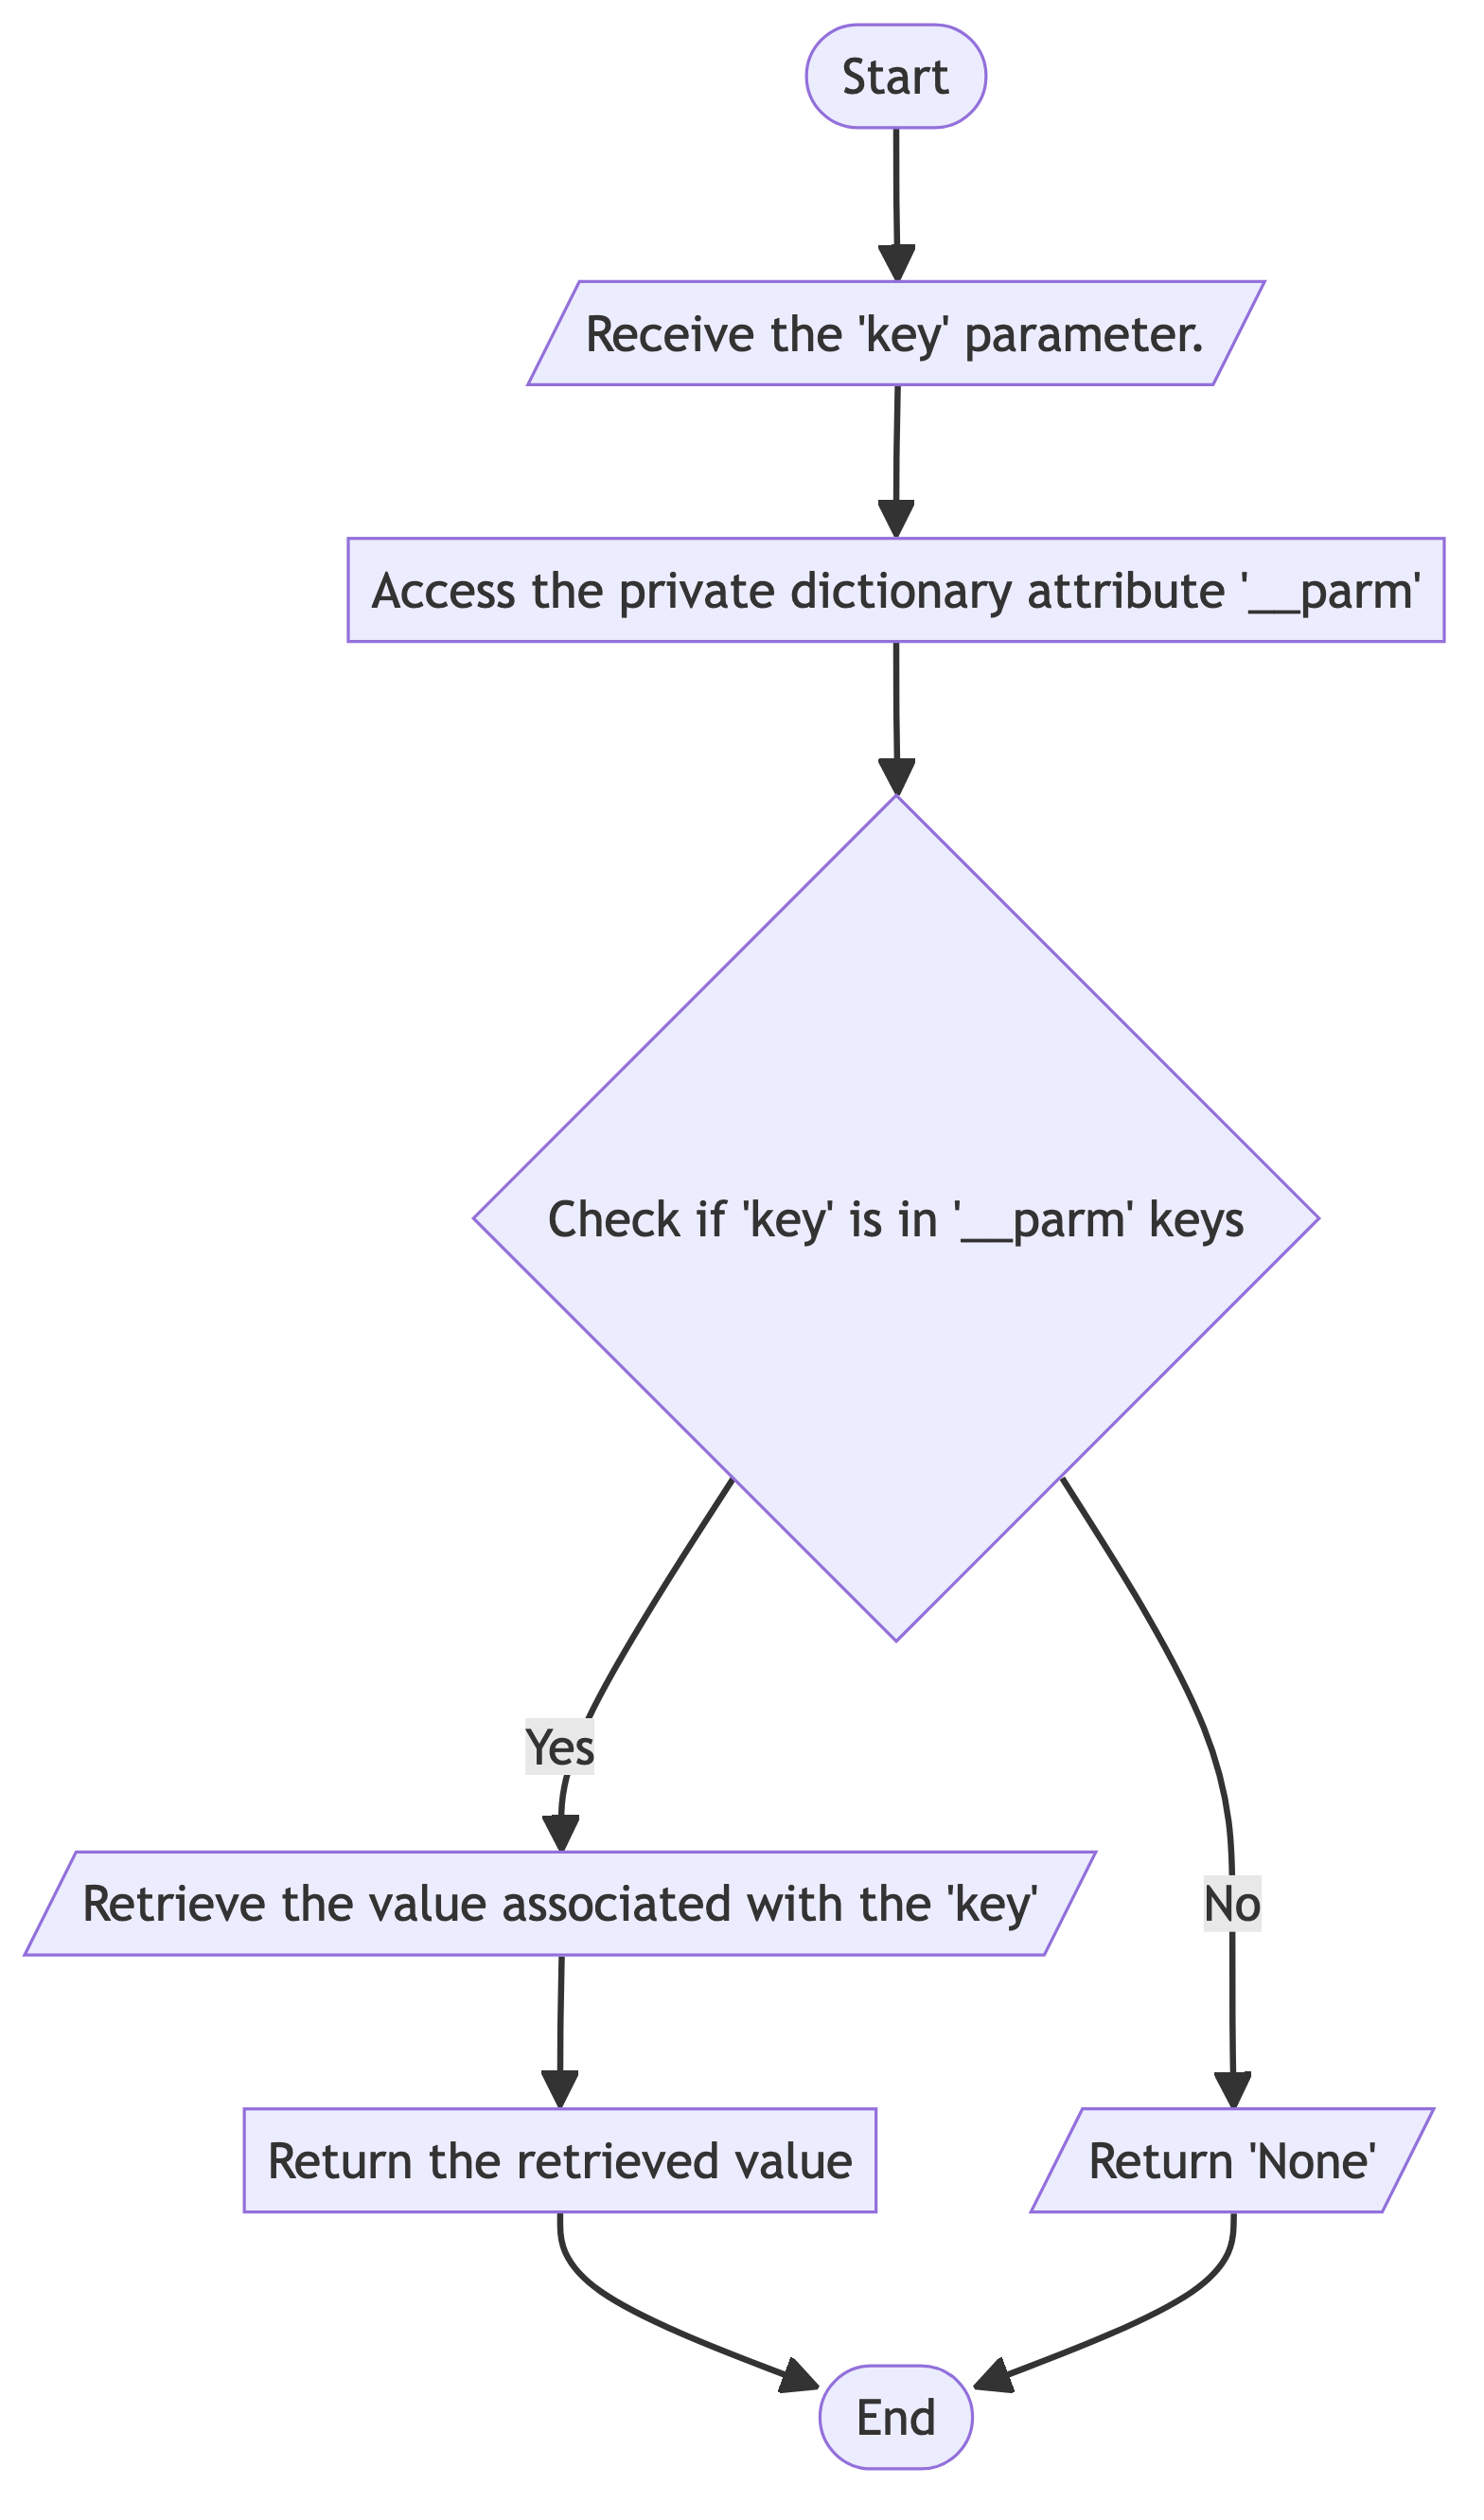 Start
Receive the 'key' parameter.
Access the private dictionary attribute '__parm'
Check if 'key' is in '__parm' keys
Yes
No
Retrieve the value associated with the 'key'
Return the retrieved value
Return 'None'
End